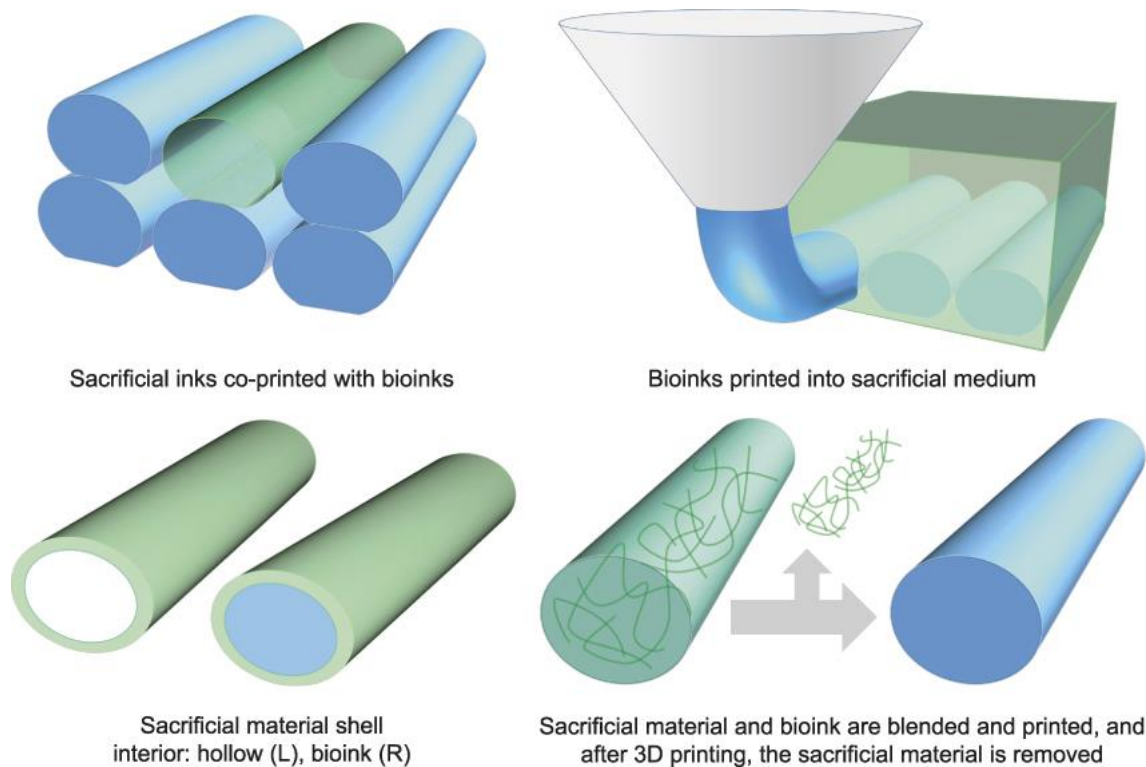 Sacrificial inks co-printed with bioinks
Bioinks printed into sacrificial medium
Sacrificial material shell
interior: hollow (L), bioink (R)
Sacrificial material and bioink are blended and printed, and
after 3D printing, the sacrificial material is removed